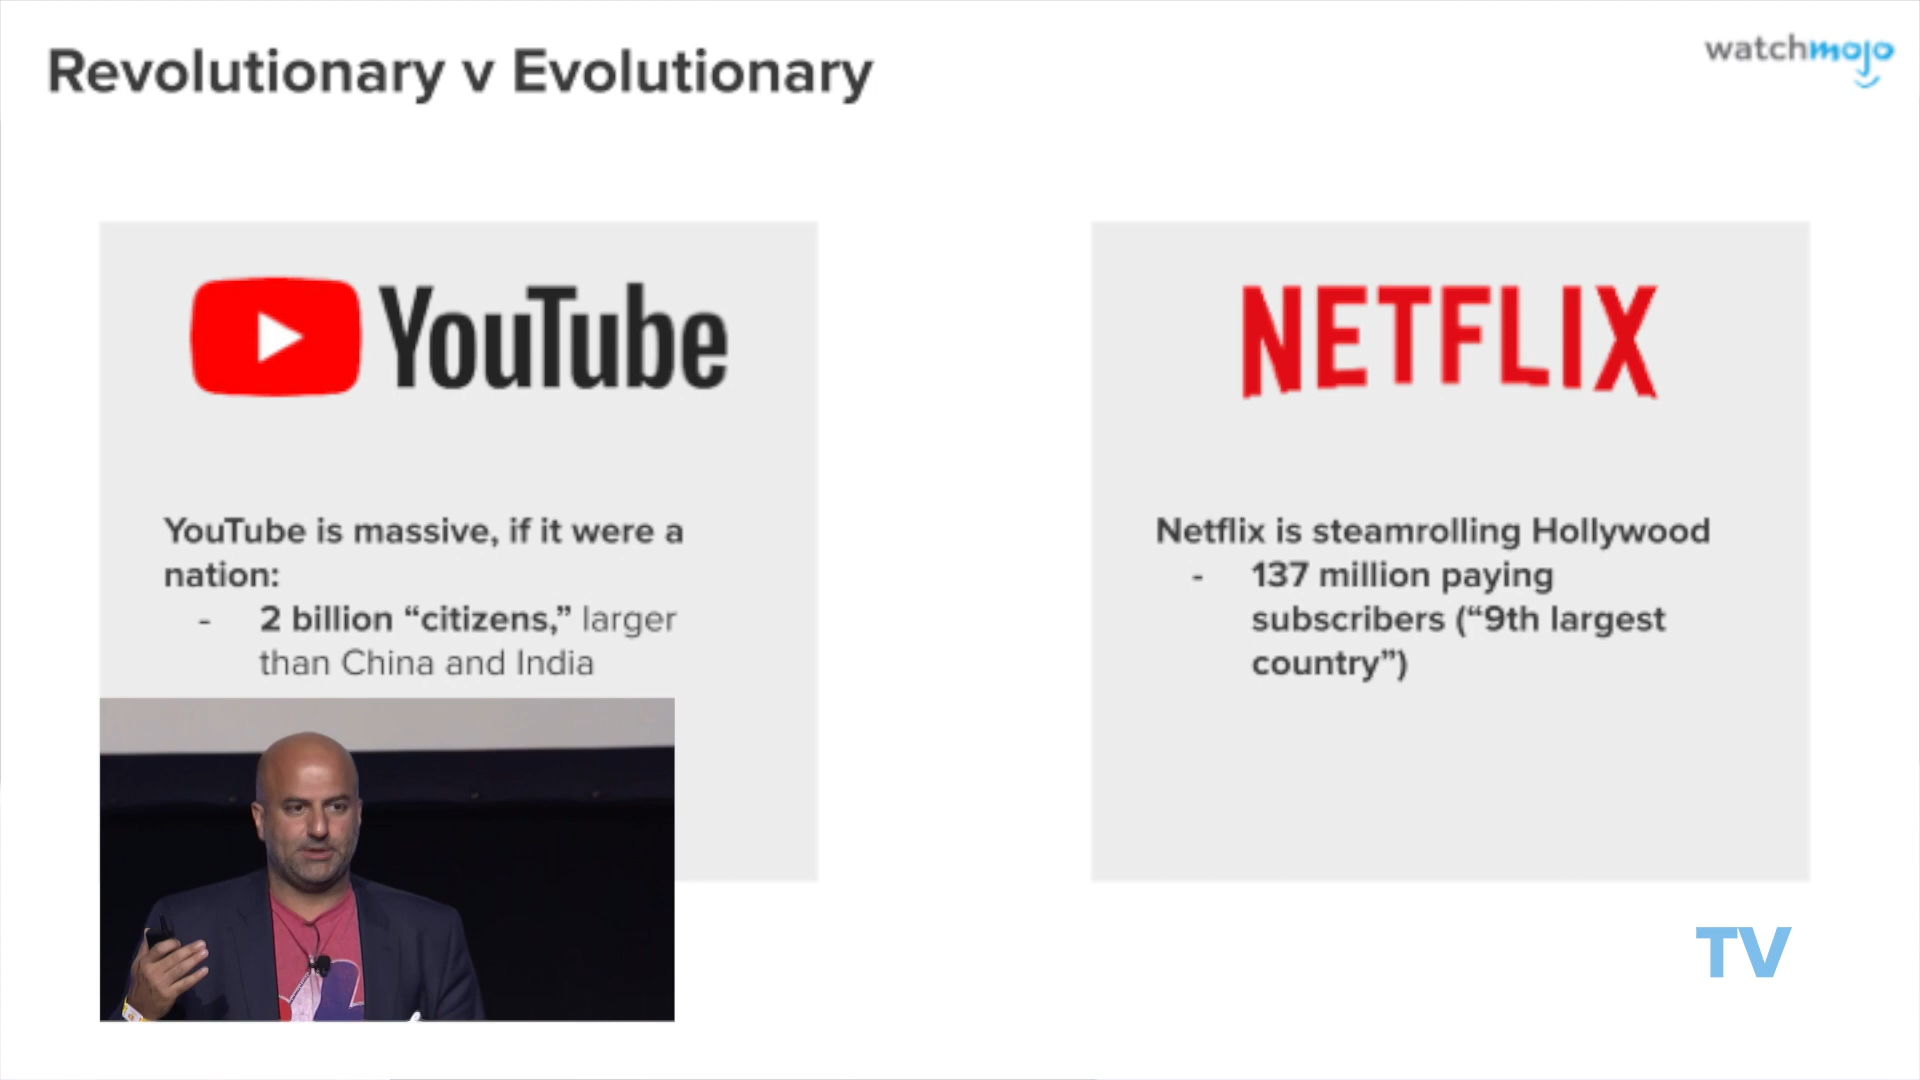 Revolutionary v Evolutionary
watchmojo
YouTube
YouTube is massive, if it were a
nation:
- 2 billion “citizens,” larger
than China and India
NETFLIX
Netflix is steamrolling Hollywood
- 137 million paying
subscribers (“9th largest
country”)
TV